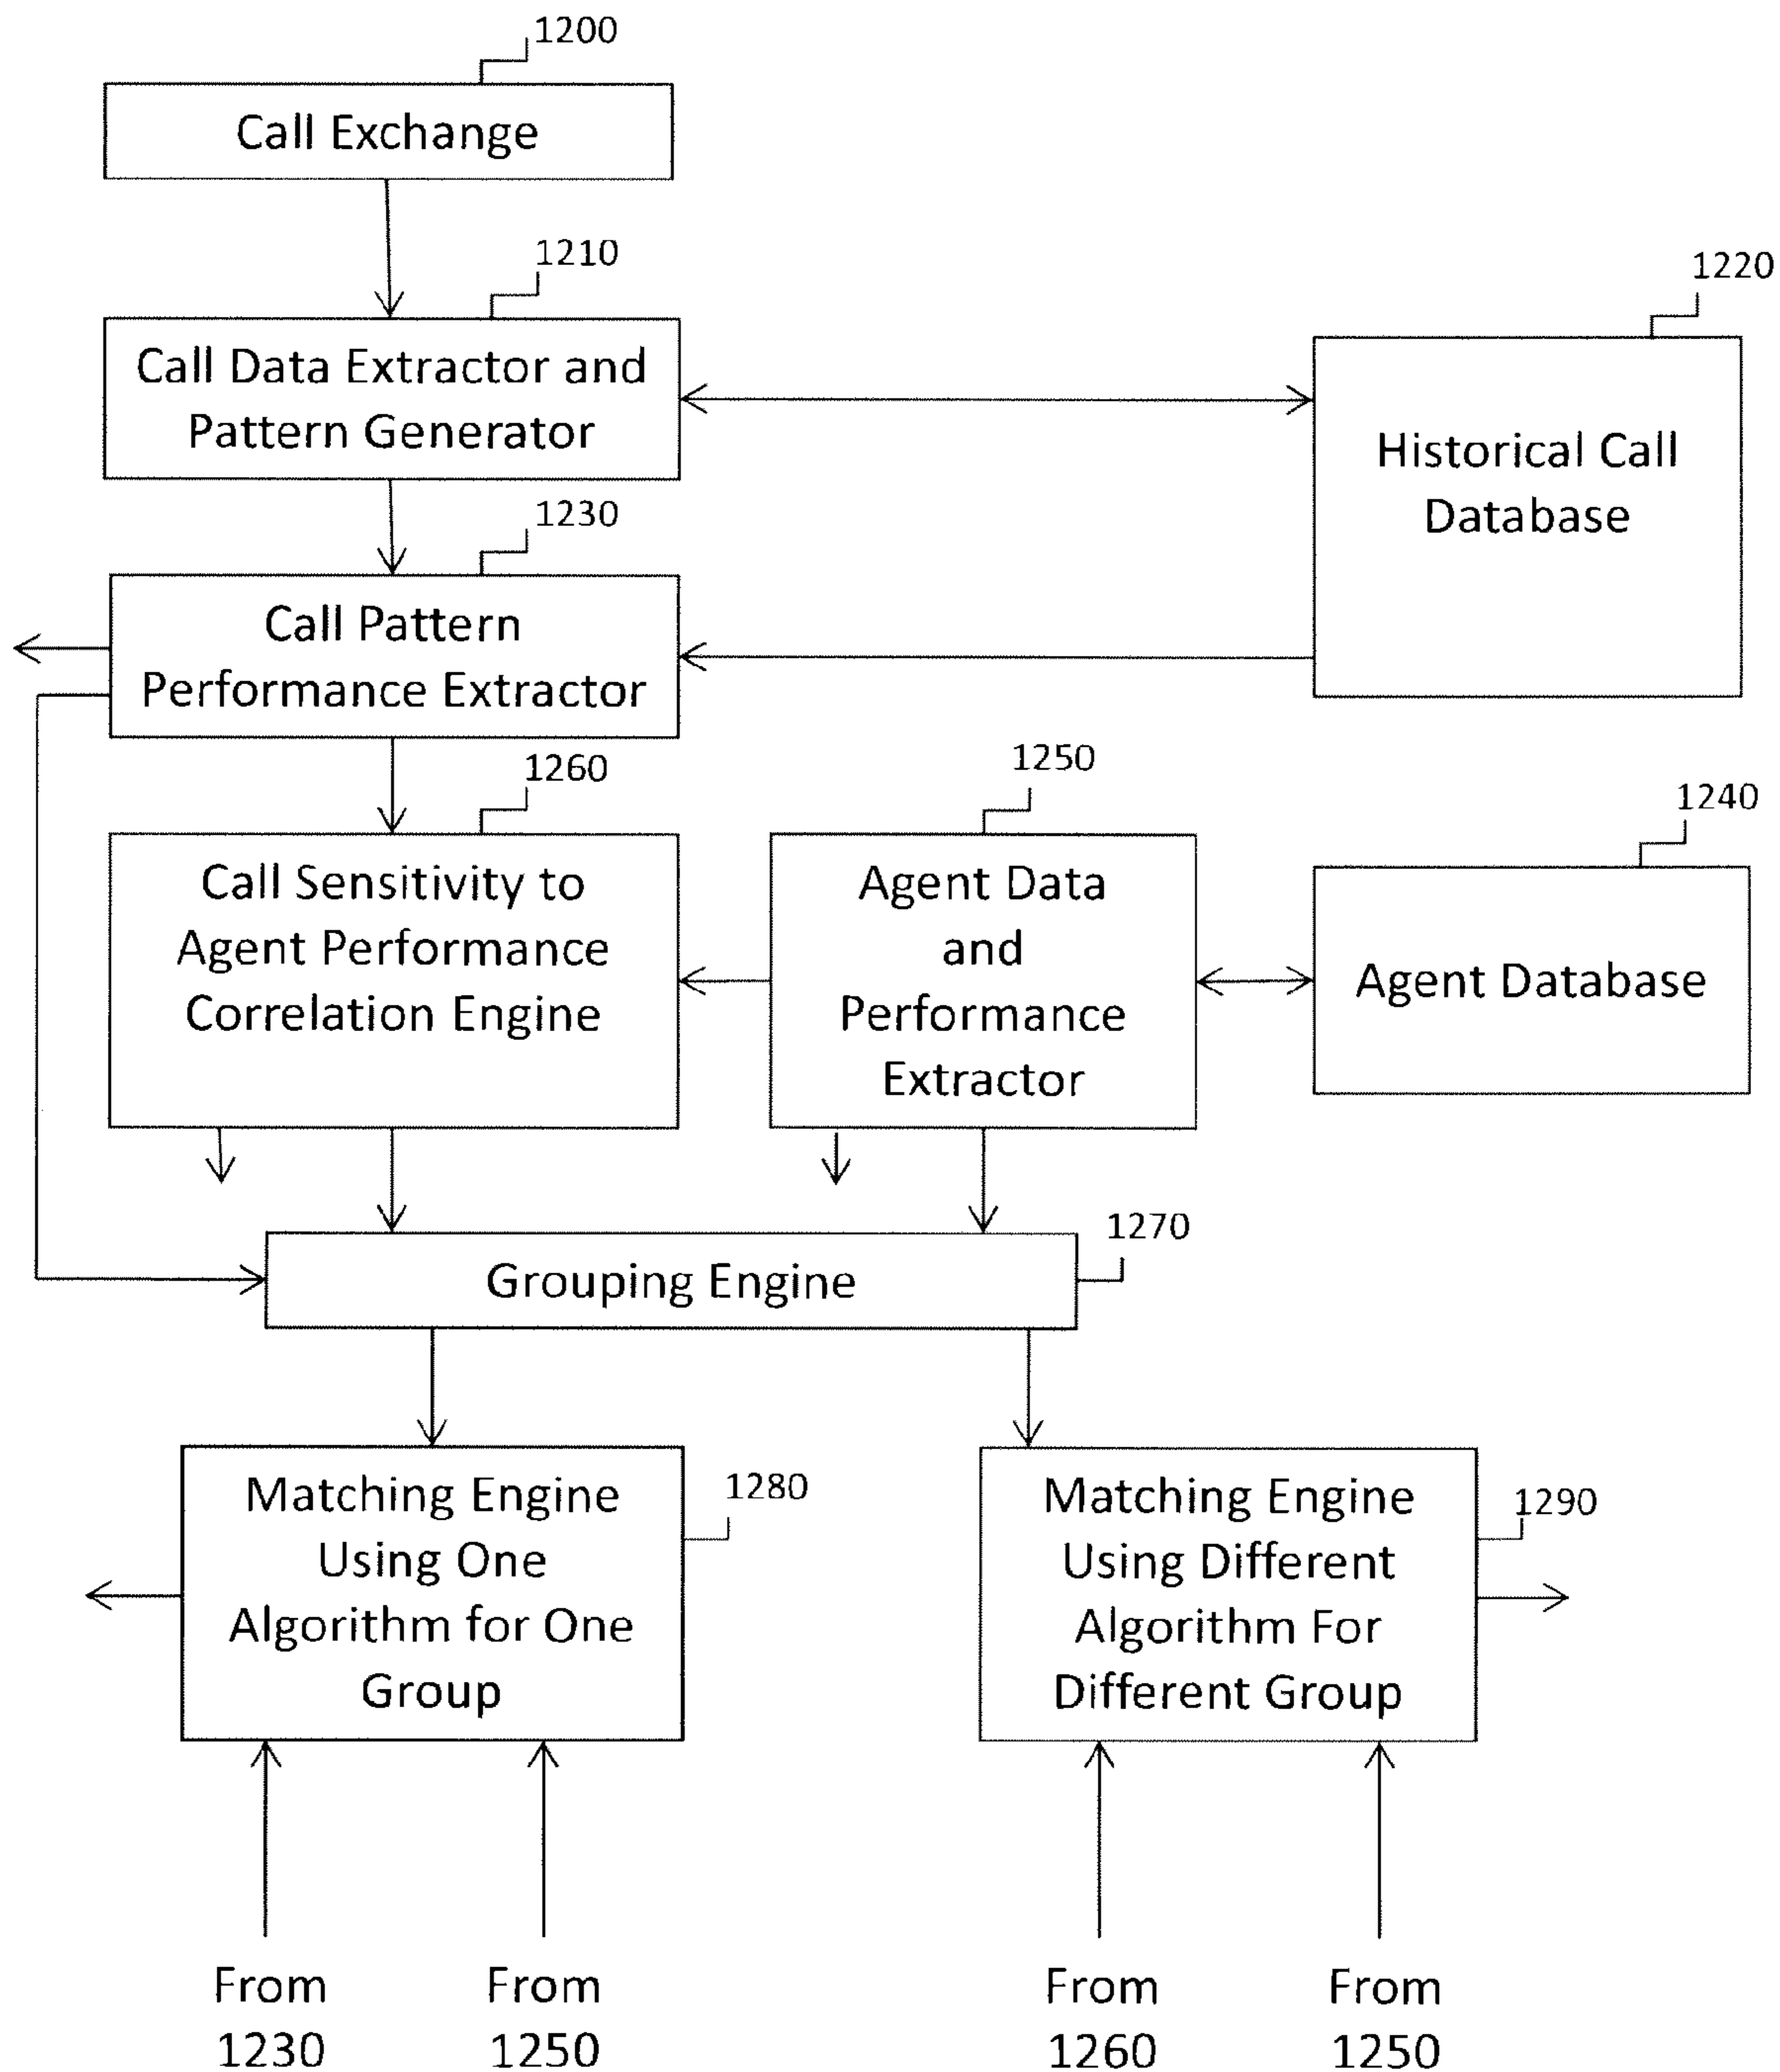 1200
Call Exchange
1210
1220
Call Data Extractor and
Pattern Generator
Historical Call
Database
1230
Call Pattern
Performance Extractor
1260
1250
1240
Call Sensitivity to
Agent Performance
Correlation Engine
Agent Data
and
Performance
Extractor
Agent Database
1270
Grouping Engine
1280
Matching Engine
Using One
Algorithm for One
Group
1290
Matching Engine
Using Different
Algorithm For
Different Group
From
1230
From
1250
From
1260
From
1250